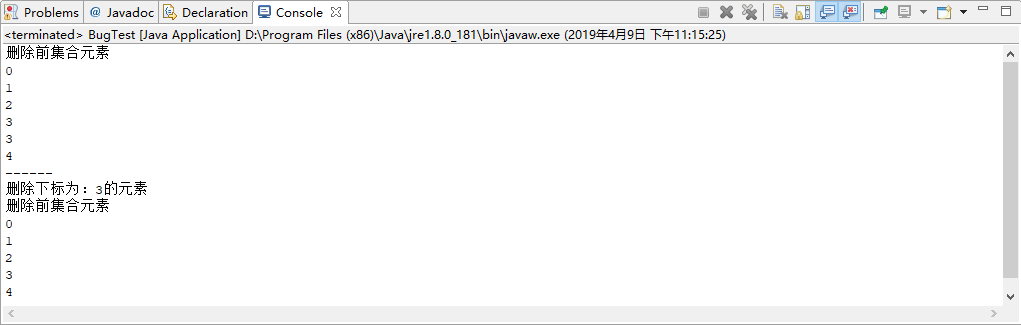 Problems @ Javadoc Declaration Console
<terminated> BugTest [Java Application] D:\Program Files (x86)\Java\jre1.8.0_181\bin\javaw.exe (2019年4月9日 下午11:15:25)
删除前集合元素
0
1
2
3
3
4
------
删除下标为：3的元素
删除前集合元素
0
1
2
3
4